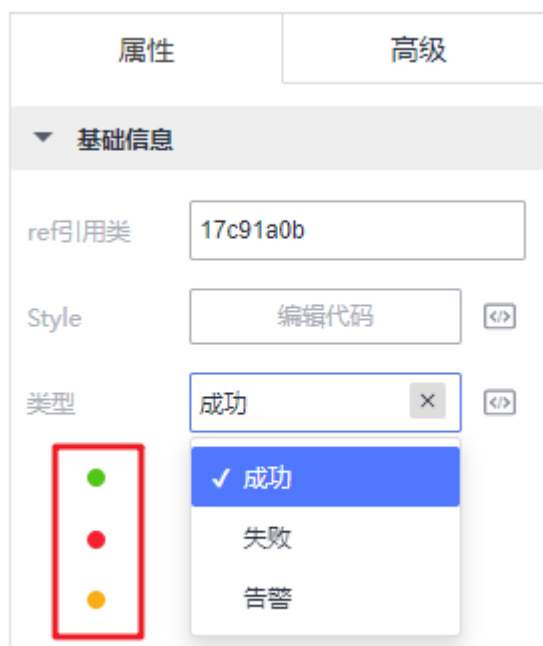 属性 高级
基础信息
ref引用类 17c91a0b
Style 编辑代码 </>
类型 成功 × </>
✓ 成功
失败
告警